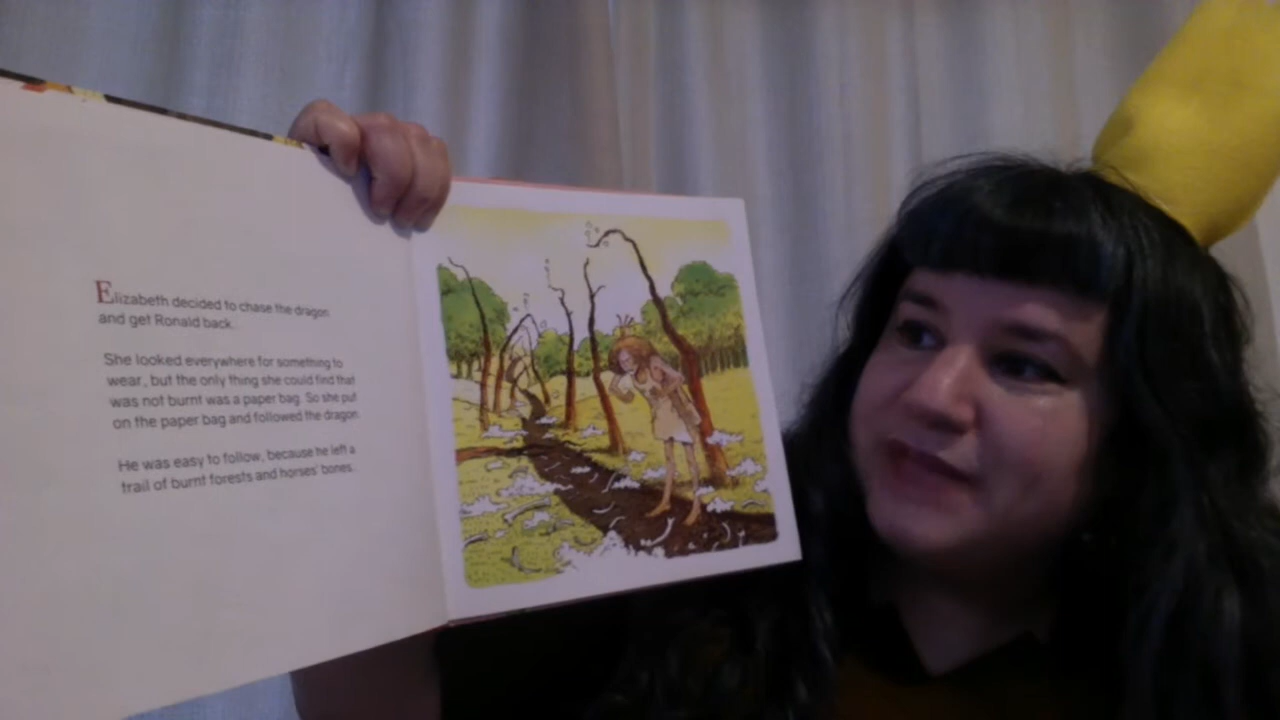 Elizabeth decided to chase the dragon
and get Ronald back.
She looked everywhere for something to
wear, but the only thing she could find that
was not burnt was a paper bag. So she put
on the paper bag and followed the dragon.
He was easy to follow, because he left a
trail of burnt forests and horses' bones.